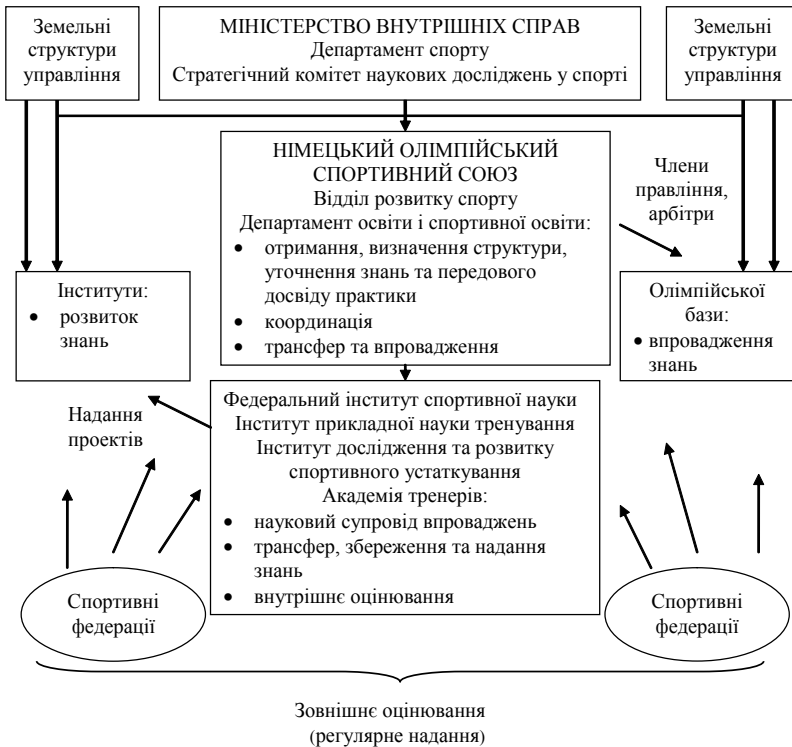 Земельні
структури
управління
МІНІСТЕРСТВО ВНУТРІШНІХ СПРАВ
Департамент спорту
Стратегічний комітет наукових досліджень у спорті
Земельні
структури
управління
НІМЕЦЬКИЙ ОЛІМПІЙСЬКИЙ
СПОРТИВНИЙ СОЮЗ
Відділ розвитку спорту
Департамент освіти і спортивної освіти:
• отримання, визначення структури,
уточнення знань та передового
досвіду практики
• координація
• трансфер та впровадження
Члени
правління,
арбітри
Інститути:
• розвиток
знань
Олімпійської
бази:
• впровадження
знань
Надання
проектів
Федеральний інститут спортивної науки
Інститут прикладної науки тренування
Інститут дослідження та розвитку
спортивного устаткування
Академія тренерів:
• науковий супровід впроваджень
• трансфер, збереження та надання
знань
• внутрішнє оцінювання
Спортивні
федерації
Спортивні
федерації
Зовнішнє оцінювання
(регулярне надання)